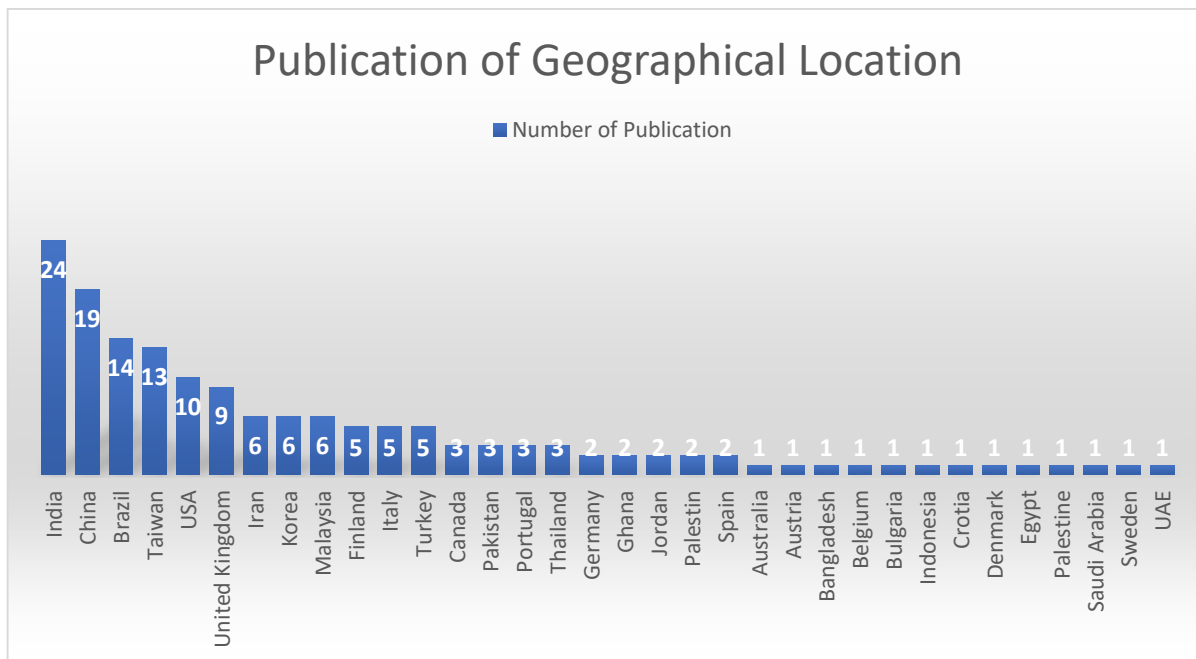 Publication of Geographical Location
Number of Publication
24
19
14
13
10
9
6
6
6
5
5
5
3
3
3
3
2
2
2
2
2
1
1
1
1
1
1
1
1
1
1
1
1
1
India
China
Brazil
Taiwan
USA
United Kingdom
Iran
Korea
Malaysia
Finland
Italy
Turkey
Canada
Pakistan
Portugal
Thailand
Germany
Ghana
Jordan
Palestin
Spain
Australia
Austria
Bangladesh
Belgium
Bulgaria
Indonesia
Crotia
Denmark
Egypt
Palestine
Saudi Arabia
Sweden
UAE